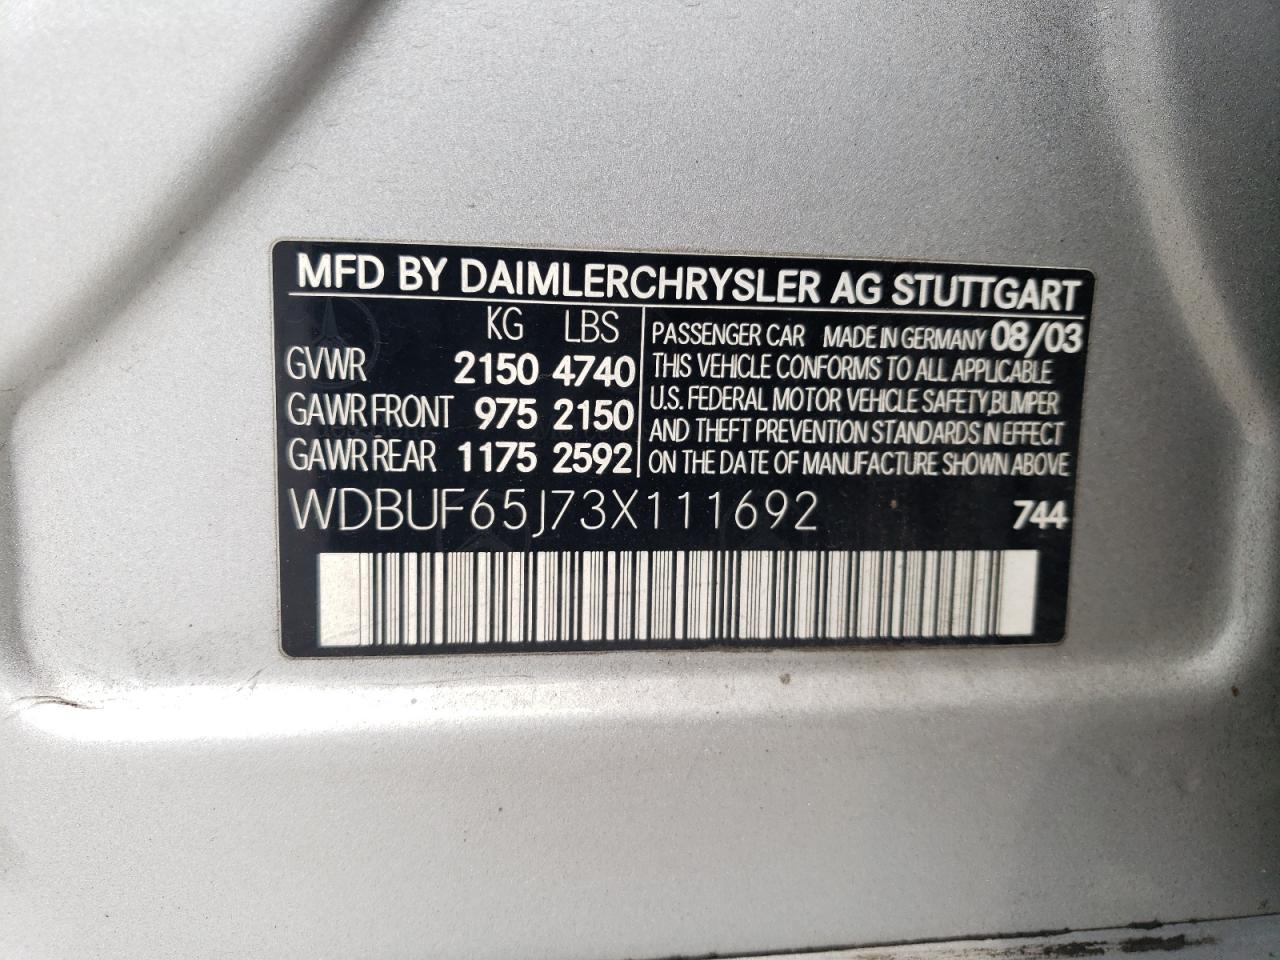 MFD BY DAIMLERCHRYSLER AG STUTTGART
KG LBS
GVWR 2150 4740
GAWR FRONT 975 2150
GAWR REAR 1175 2592
PASSENGER CAR MADE IN GERMANY 08/03
THIS VEHICLE CONFORMS TO ALL APPLICABLE
U.S. FEDERAL MOTOR VEHICLE SAFETY,BUMPER
AND THEFT PREVENTION STANDARDS IN EFFECT
ON THE DATE OF MANUFACTURE SHOWN ABOVE
WDBUF65J73X111692 744